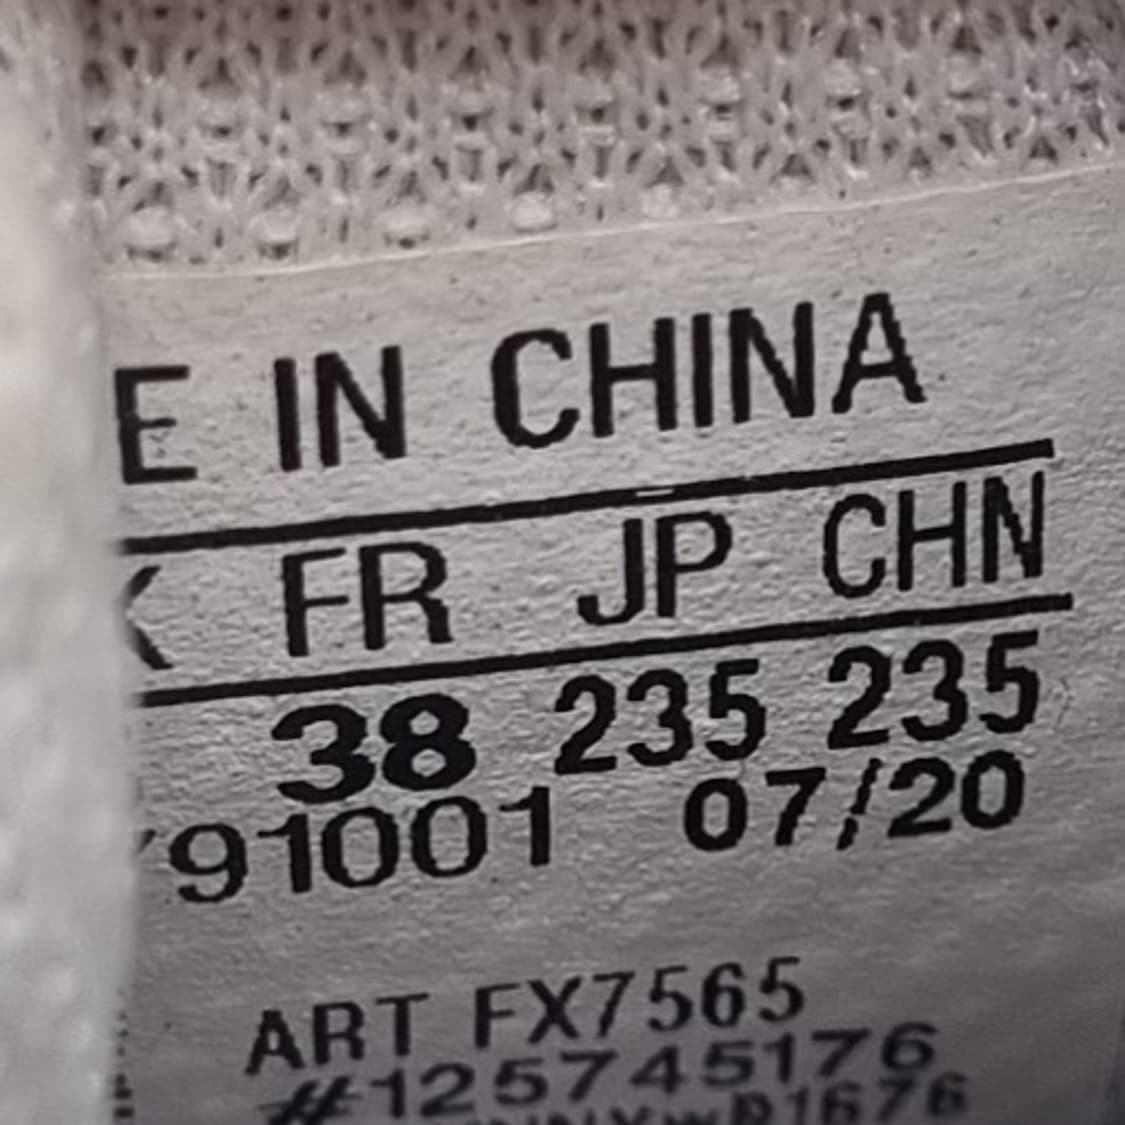 E IN CHINA
K FR JP CHN
38 235 235
91001 07/20
ART FX7565
#125745176